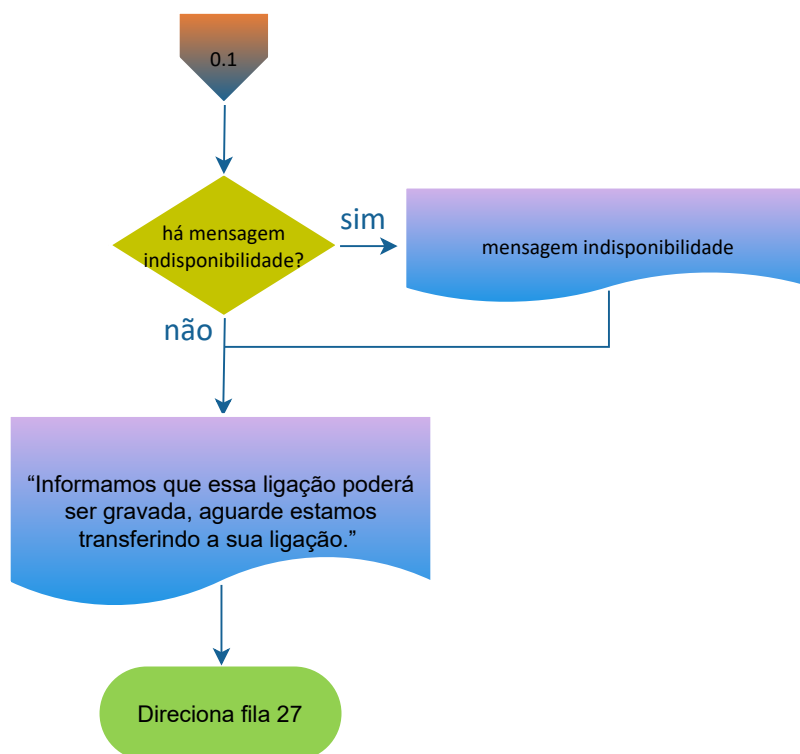 0.1
há mensagem
indisponibilidade?
sim
mensagem indisponibilidade
não
“Informamos que essa ligação poderá
ser gravada, aguarde estamos
transferindo a sua ligação.”
Direciona fila 27